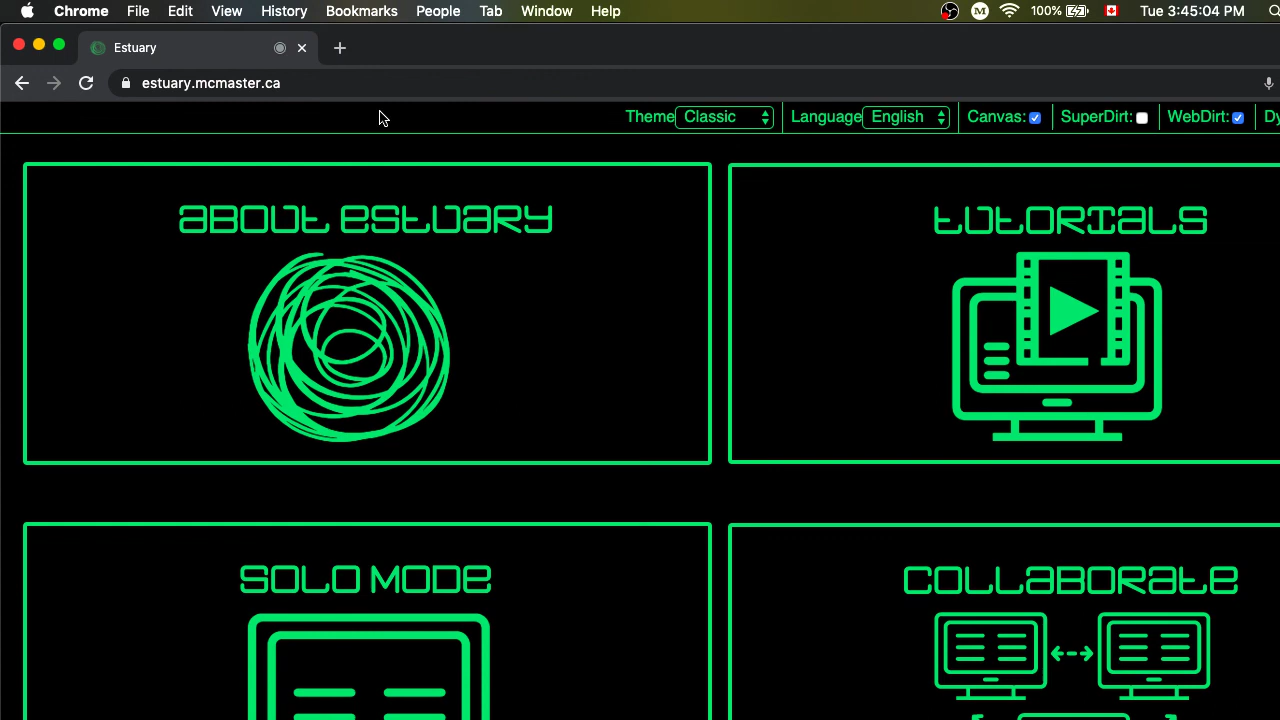 Chrome File Edit View History Bookmarks People Tab Window Help M 100% Tue 3:45:04 PM
Estuary
estuary.mcmaster.ca
Theme Classic Language English Canvas: SuperDirt: WebDirt: Dy
ABOUT ESTUARY
TUTORIALS
SOLO MODE
COLLABORATE